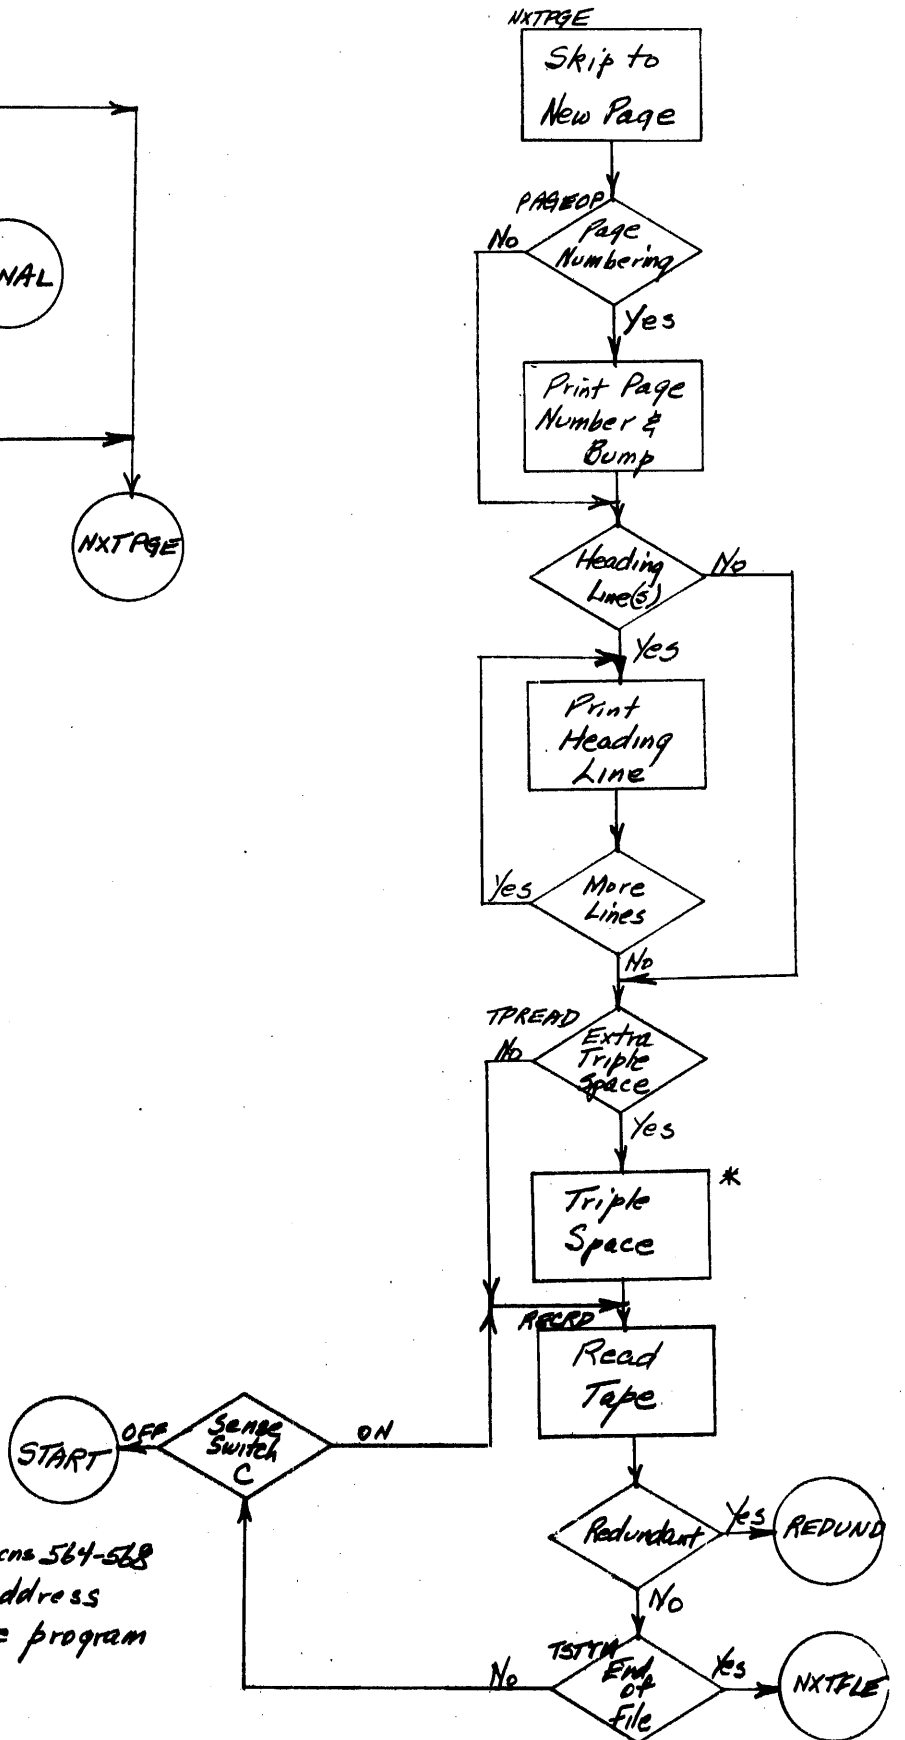 NXTPGE
Skip to
New Page
PAGEOP
Page
Numbering
No
Yes
NAL
Print Page
Number &
Bump
NXTPGE
Heading
Line(s)
No
Yes
Print
Heading
Line
More
Lines
Yes
No
TPREAD
Extra
Triple
Space
No
Yes
Triple
Space
*
RECRD
Read
Tape
START
OFF
Sense
Switch
C
ON
Redundant
Yes
REDUND
No
cns 564-568
ddress
e program
TSTTM
End
of
File
No
Yes
NXTFLE